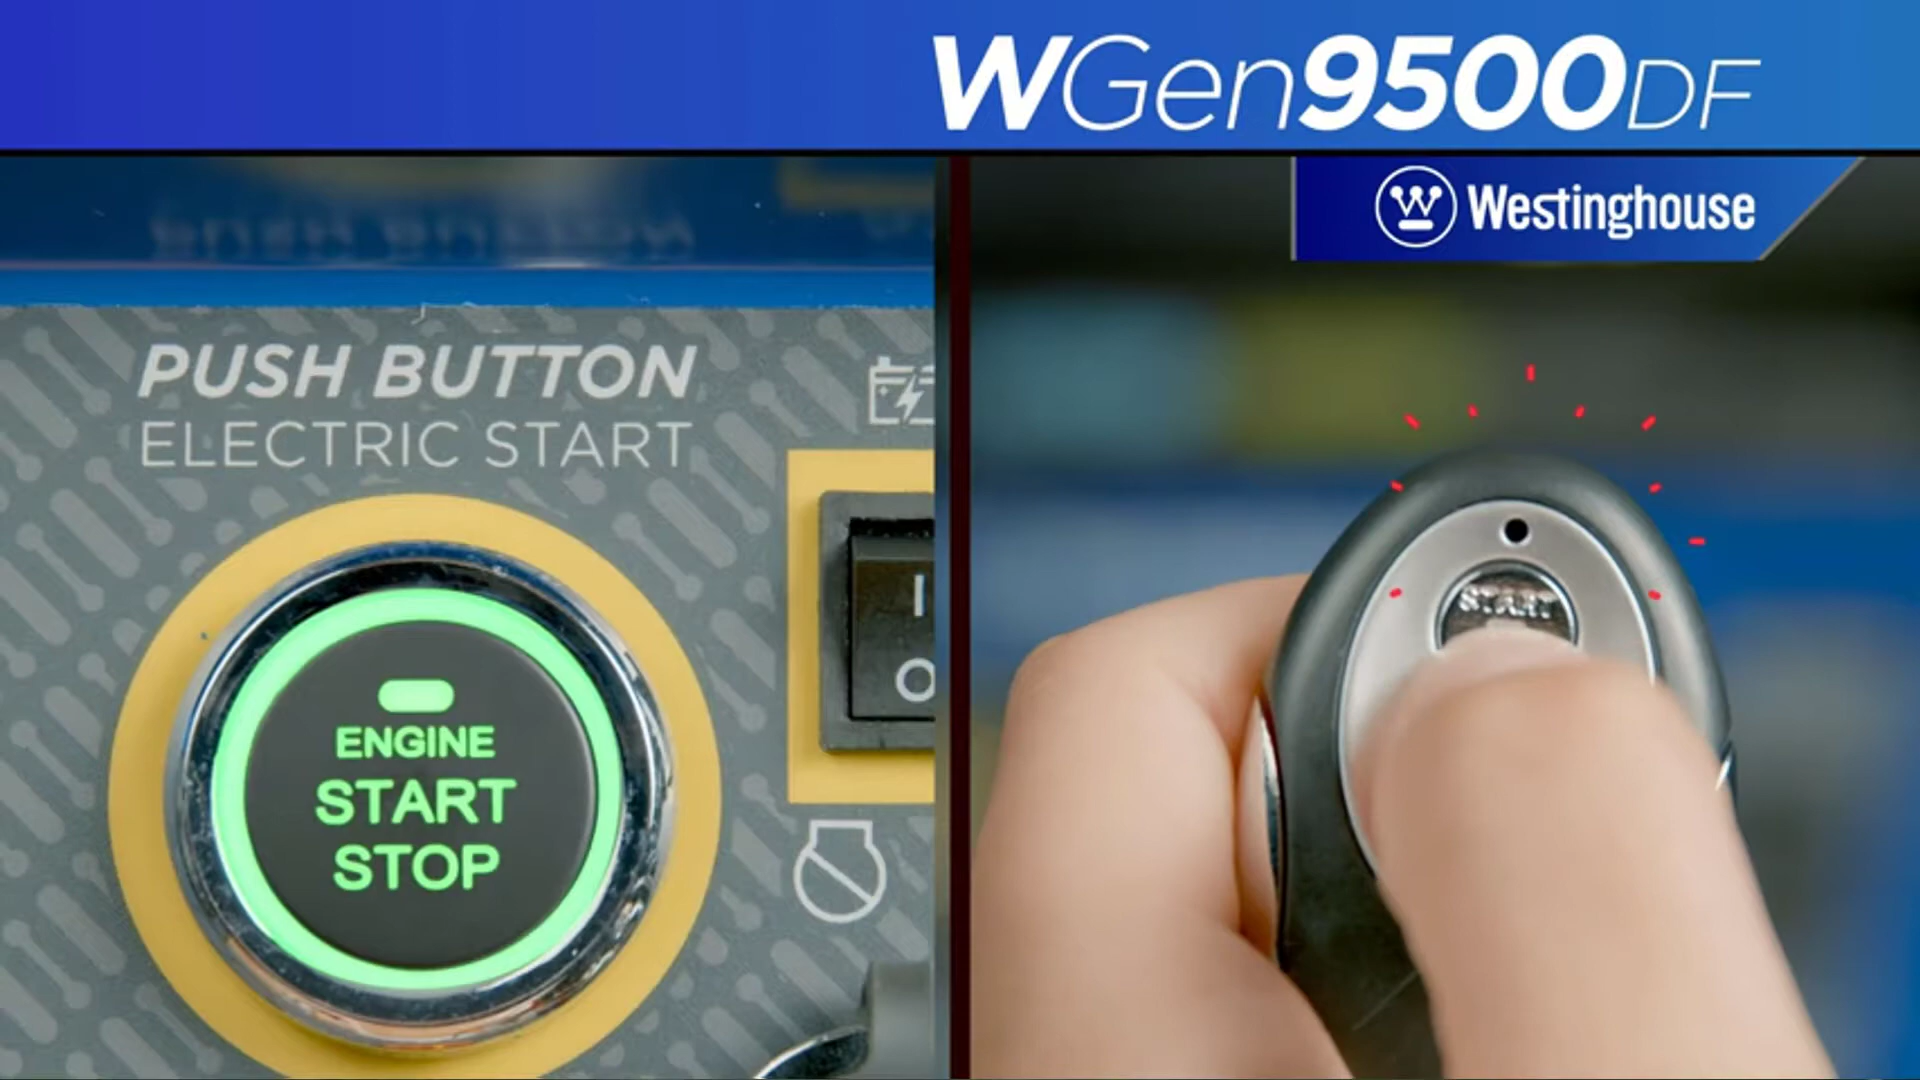 WGen9500DF
Westinghouse
PUSH BUTTON
ELECTRIC START
I
O
ENGINE
START
STOP
START